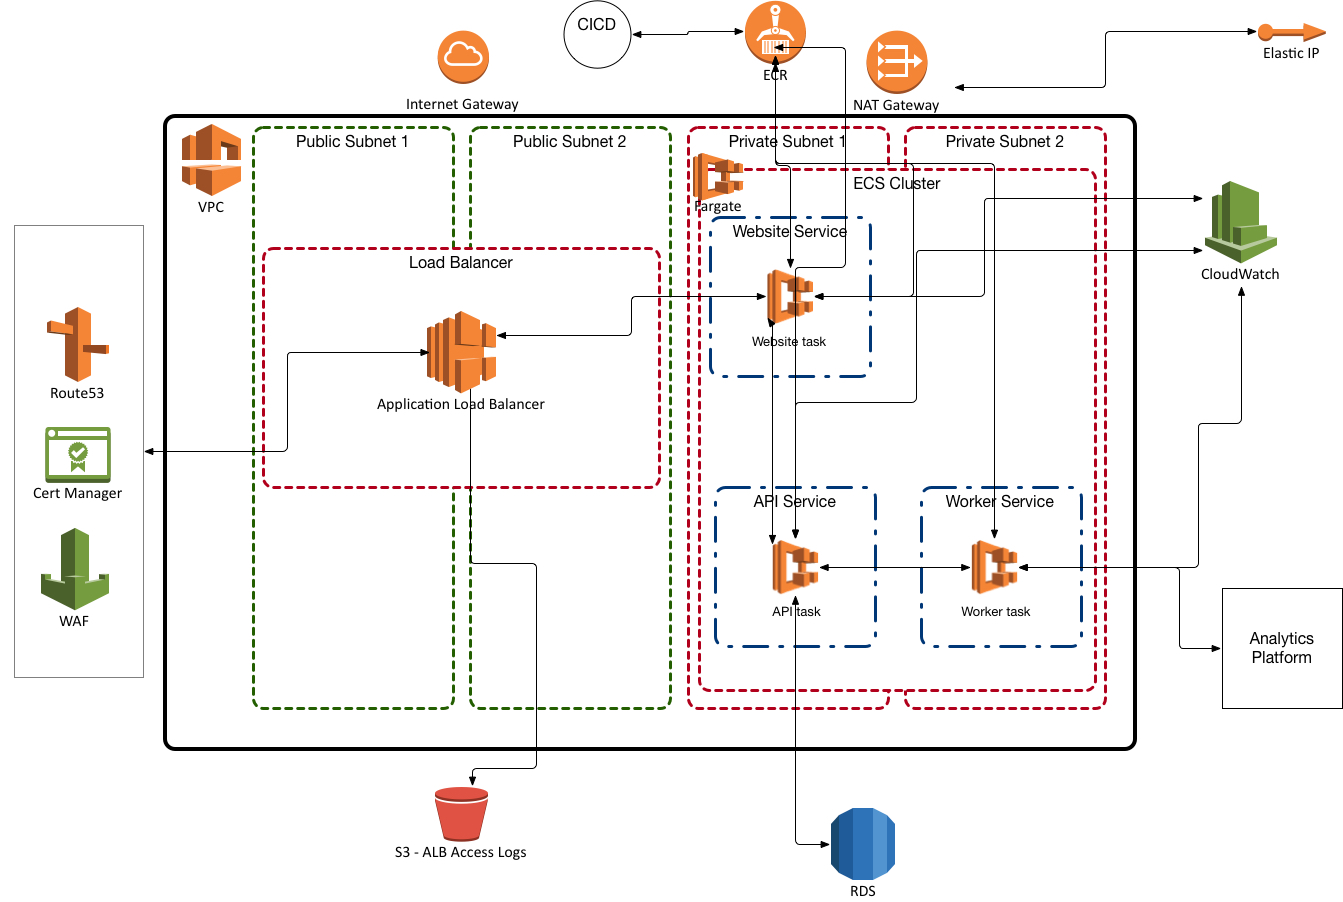 CICD
ECR
Elastic IP
Internet Gateway
NAT Gateway
VPC
Public Subnet 1
Public Subnet 2
Private Subnet 1
Private Subnet 2
Fargate
ECS Cluster
Website Service
Load Balancer
CloudWatch
Website task
Route53
Application Load Balancer
Cert Manager
API Service
Worker Service
WAF
API task
Worker task
Analytics
Platform
S3 - ALB Access Logs
RDS